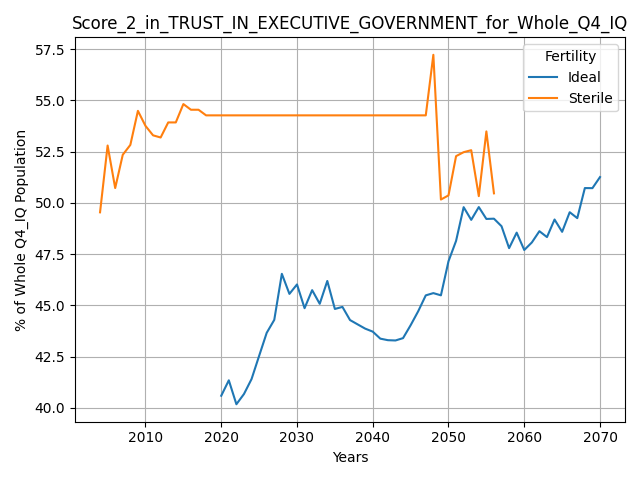 Score_2_in_TRUST_IN_EXECUTIVE_GOVERNMENT_for_Whole_Q4_IQ
Fertility
Ideal
Sterile
% of Whole Q4_IQ Population
57.5
55.0
52.5
50.0
47.5
45.0
42.5
40.0
2010 2020 2030 2040 2050 2060 2070
Years